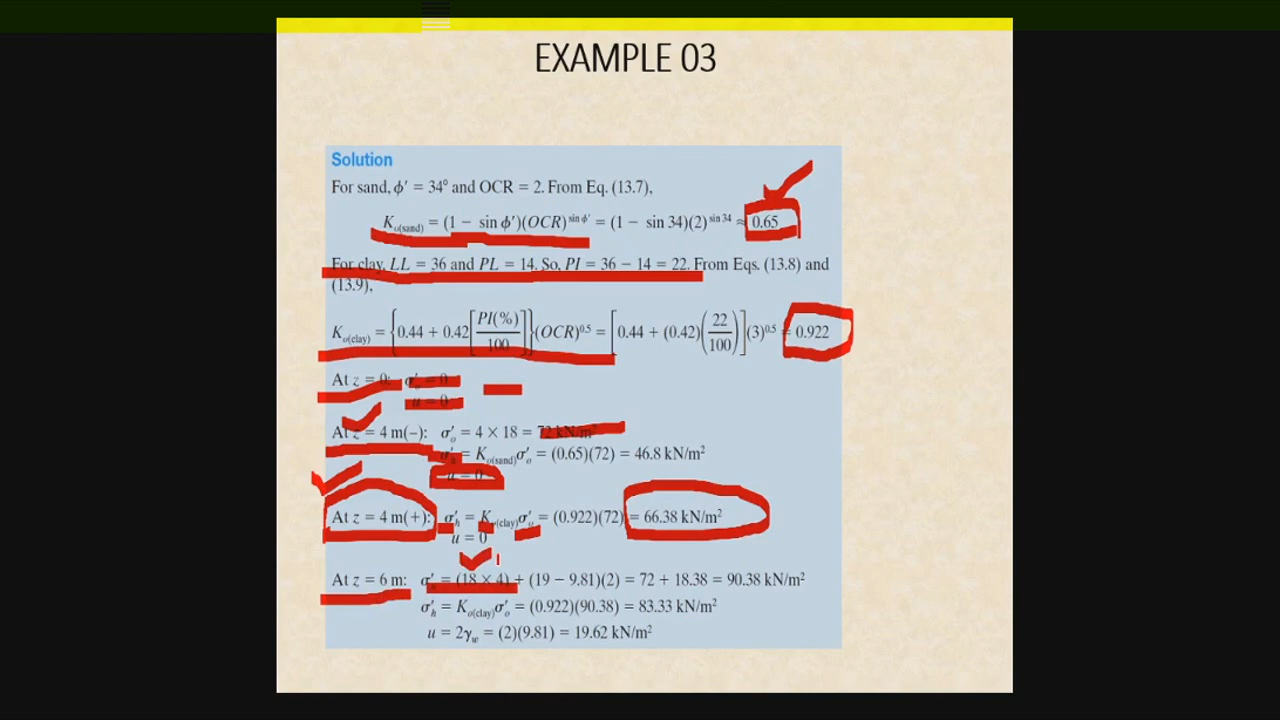 EXAMPLE 03
Solution
For sand, ϕ′ = 34° and OCR = 2. From Eq. (13.7),
K_o(sand) = (1 − sin ϕ′)(OCR)^sin ϕ′ = (1 − sin 34)(2)^sin 34 ≈ 0.65
For clay, LL = 36 and PL = 14. So, PI = 36 − 14 = 22. From Eqs. (13.8) and
(13.9),
K_o(clay) = {0.44 + 0.42[PI(%)/100]}(OCR)^0.5 = [0.44 + (0.42)(22/100)](3)^0.5 = 0.922
At z = 0: σ′_o = 0
u = 0
At z = 4 m(−): σ′_o = 4 × 18 = 72 kN/m²
σ′_h = K_o(sand)σ′_o = (0.65)(72) = 46.8 kN/m²
u = 0
At z = 4 m(+): σ′_h = K_o(clay)σ′_o = (0.922)(72) = 66.38 kN/m²
u = 0
At z = 6 m: σ′_o = (18 × 4) + (19 − 9.81)(2) = 72 + 18.38 = 90.38 kN/m²
σ′_h = K_o(clay)σ′_o = (0.922)(90.38) = 83.33 kN/m²
u = 2γ_w = (2)(9.81) = 19.62 kN/m²